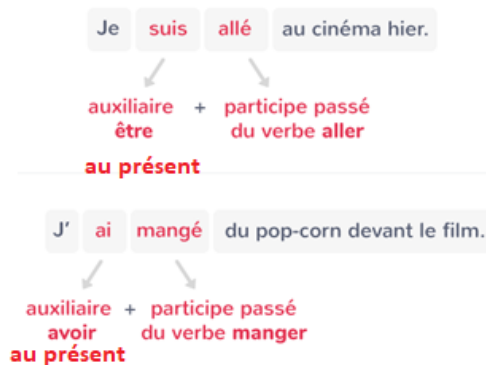 Je suis allé au cinéma hier.
auxiliaire + participe passé
être du verbe aller
au présent
J' ai mangé du pop-corn devant le film.
auxiliaire + participe passé
avoir du verbe manger
au présent